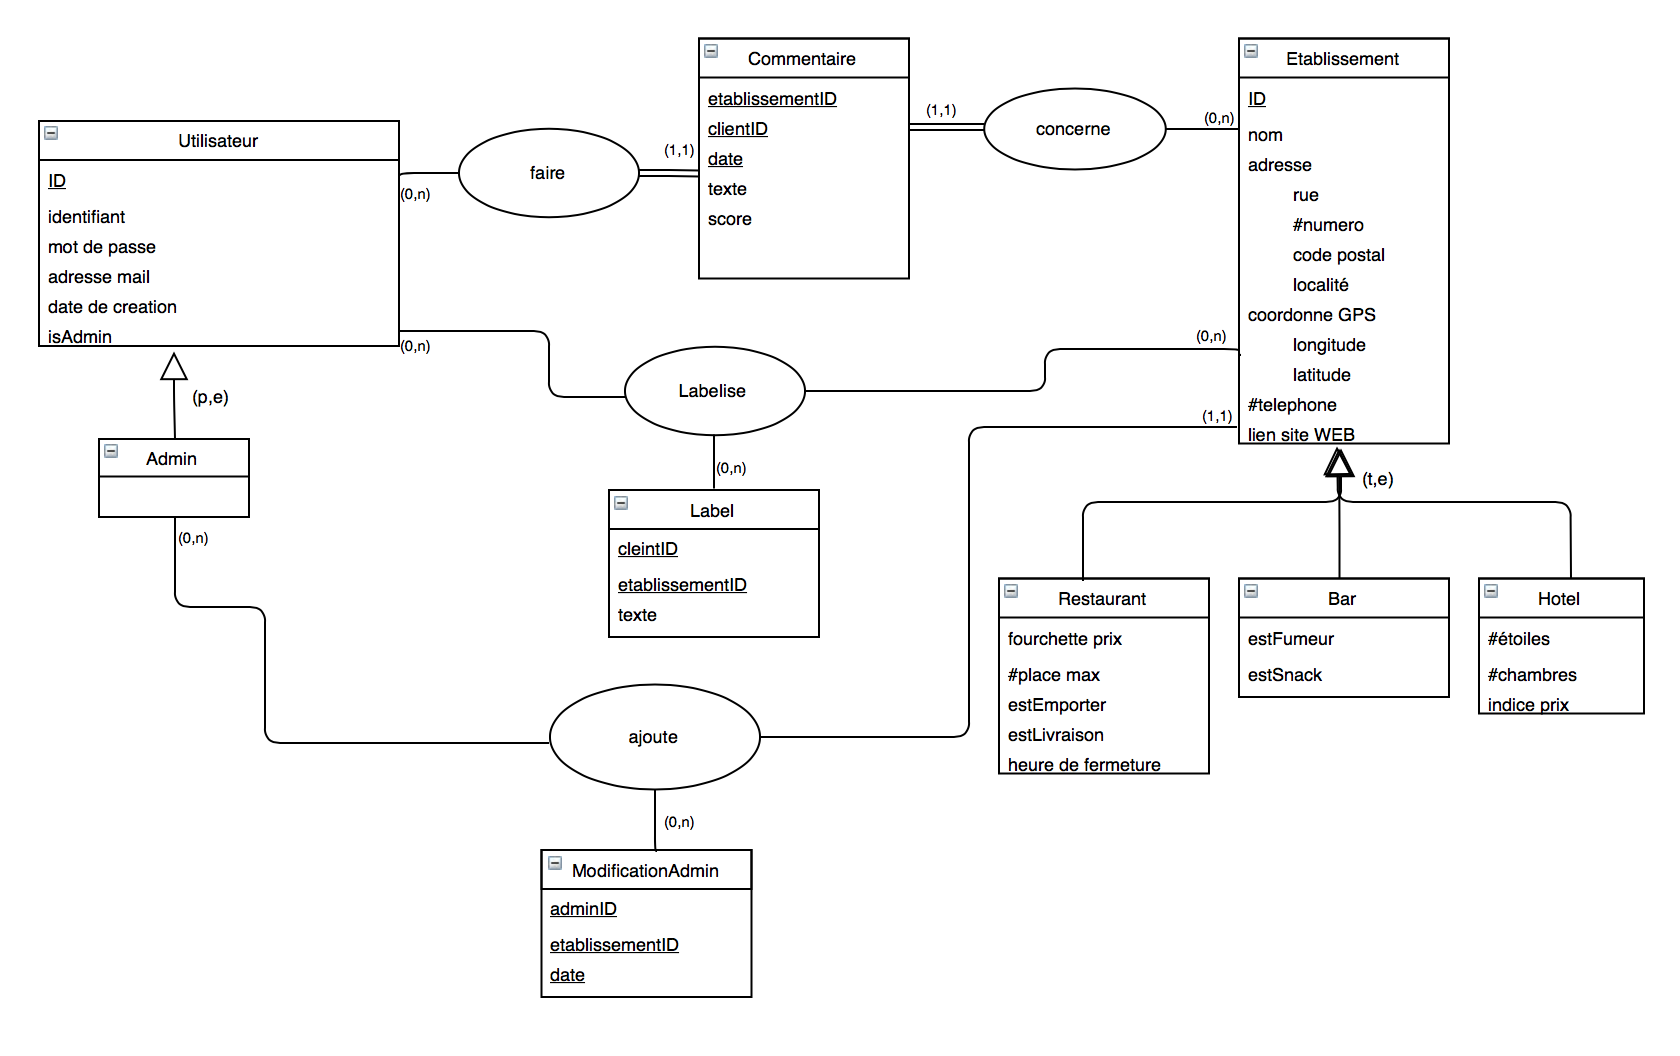 Utilisateur
ID
identifiant
mot de passe
adresse mail
date de creation
isAdmin
(0,n)
faire
(1,1)
Commentaire
etablissementID
clientID
date
texte
score
(1,1)
concerne
(0,n)
Etablissement
ID
nom
adresse
rue
#numero
code postal
localité
coordonne GPS
longitude
latitude
#telephone
lien site WEB
(0,n)
Labelise
(0,n)
(1,1)
(p,e)
Admin
(0,n)
(0,n)
Label
cleintID
etablissementID
texte
(t,e)
Restaurant
fourchette prix
#place max
estEmporter
estLivraison
heure de fermeture
Bar
estFumeur
estSnack
Hotel
#étoiles
#chambres
indice prix
ajoute
(0,n)
ModificationAdmin
adminID
etablissementID
date